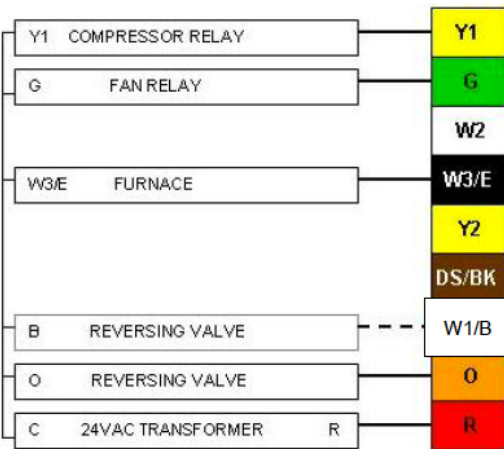 Y1 COMPRESSOR RELAY Y1
G FAN RELAY G
W2
W3/E FURNACE W3/E
Y2
DS/BK
B REVERSING VALVE W1/B
O REVERSING VALVE O
C 24VAC TRANSFORMER R R